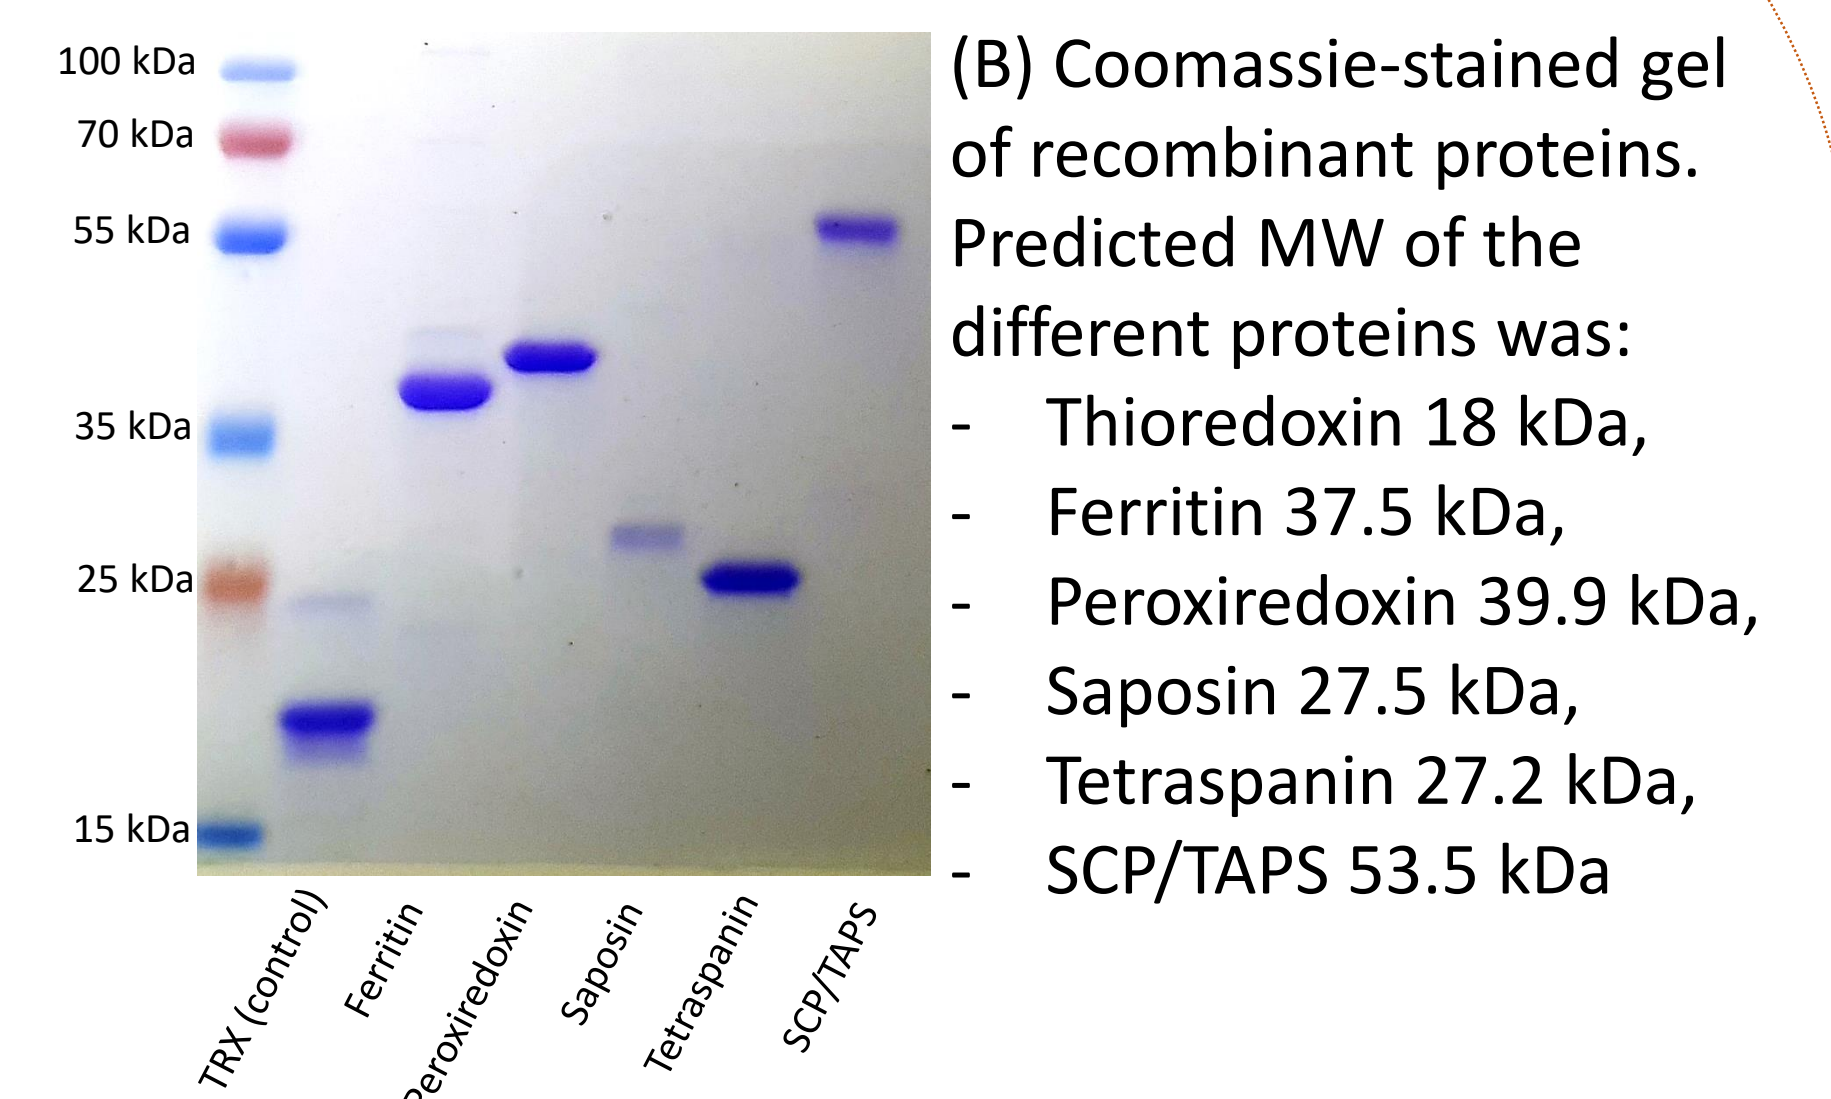 100 kDa
70 kDa
55 kDa
35 kDa
25 kDa
15 kDa
TRX (control)
Ferritin
Peroxiredoxin
Saposin
Tetraspanin
SCP/TAPS
(B) Coomassie-stained gel
of recombinant proteins.
Predicted MW of the
different proteins was:
- Thioredoxin 18 kDa,
- Ferritin 37.5 kDa,
- Peroxiredoxin 39.9 kDa,
- Saposin 27.5 kDa,
- Tetraspanin 27.2 kDa,
- SCP/TAPS 53.5 kDa